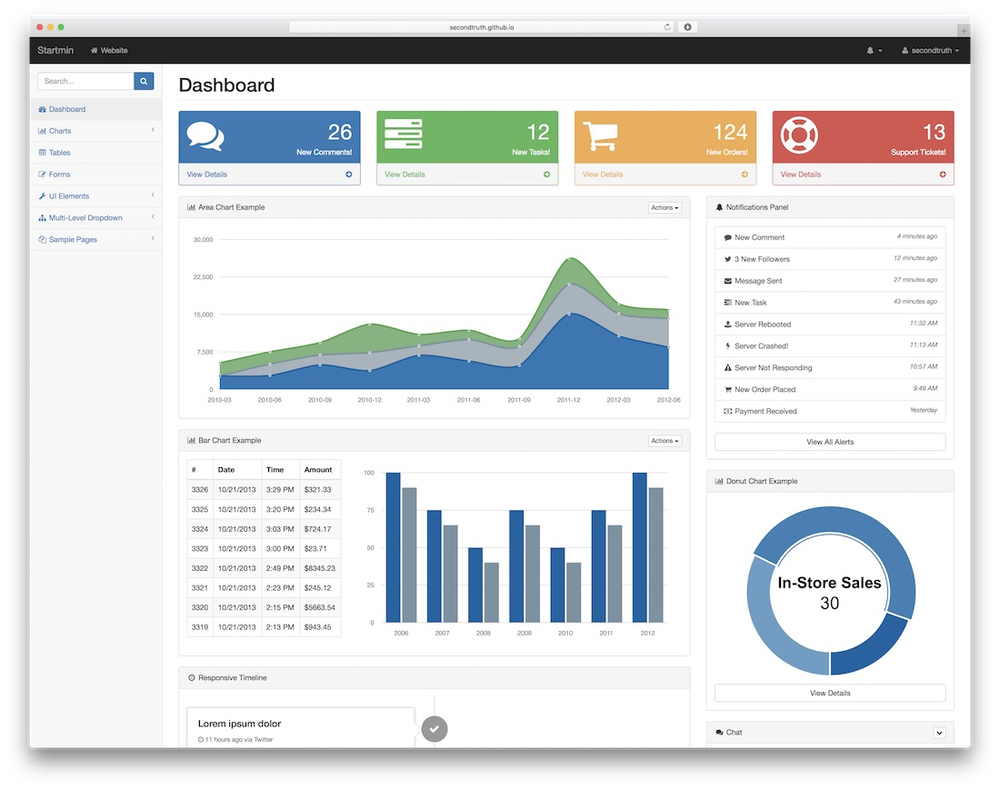 secondtruth.github.io
Startmin Website secondtruth
Search...
Dashboard
Charts
Tables
Forms
UI Elements
Multi-Level Dropdown
Sample Pages
Dashboard
26
New Comments!
View Details
12
New Tasks!
View Details
124
New Orders!
View Details
13
Support Tickets!
View Details
Area Chart Example Actions
30,000
22,500
15,000
7,500
0
2010-03 2010-06 2010-09 2010-12 2011-03 2011-06 2011-09 2011-12 2012-03 2012-06
Bar Chart Example Actions
# Date Time Amount
3326 10/21/2013 3:29 PM $321.33
3325 10/21/2013 3:20 PM $234.34
3324 10/21/2013 3:03 PM $724.17
3323 10/21/2013 3:00 PM $23.71
3322 10/21/2013 2:49 PM $8345.23
3321 10/21/2013 2:23 PM $245.12
3320 10/21/2013 2:15 PM $5663.54
3319 10/21/2013 2:13 PM $943.45
100
75
50
25
0
2006 2007 2008 2009 2010 2011 2012
Responsive Timeline
Lorem ipsum dolor
11 hours ago via Twitter
Notifications Panel
New Comment 4 minutes ago
3 New Followers 12 minutes ago
Message Sent 27 minutes ago
New Task 43 minutes ago
Server Rebooted 11:32 AM
Server Crashed! 11:13 AM
Server Not Responding 10:57 AM
New Order Placed 9:49 AM
Payment Received Yesterday
View All Alerts
Donut Chart Example
In-Store Sales
30
View Details
Chat